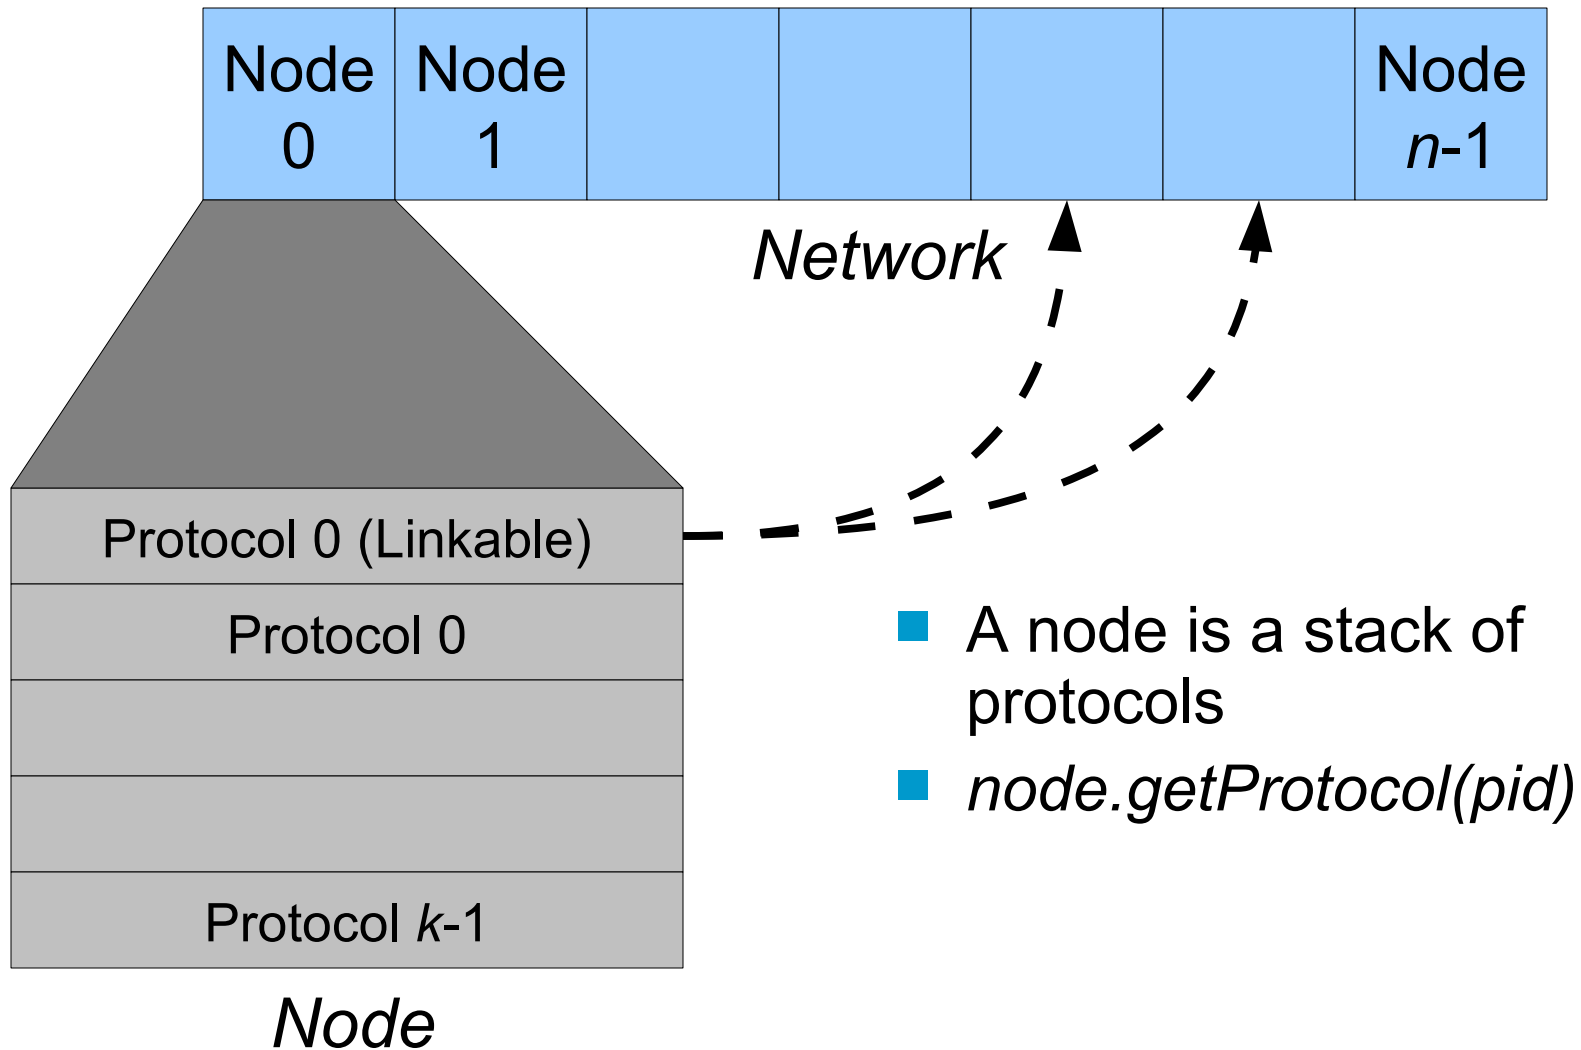 Node
0
Node
1
Node
n-1
Network
Protocol 0 (Linkable)
Protocol 0
Protocol k-1
Node
A node is a stack of
protocols
node.getProtocol(pid)